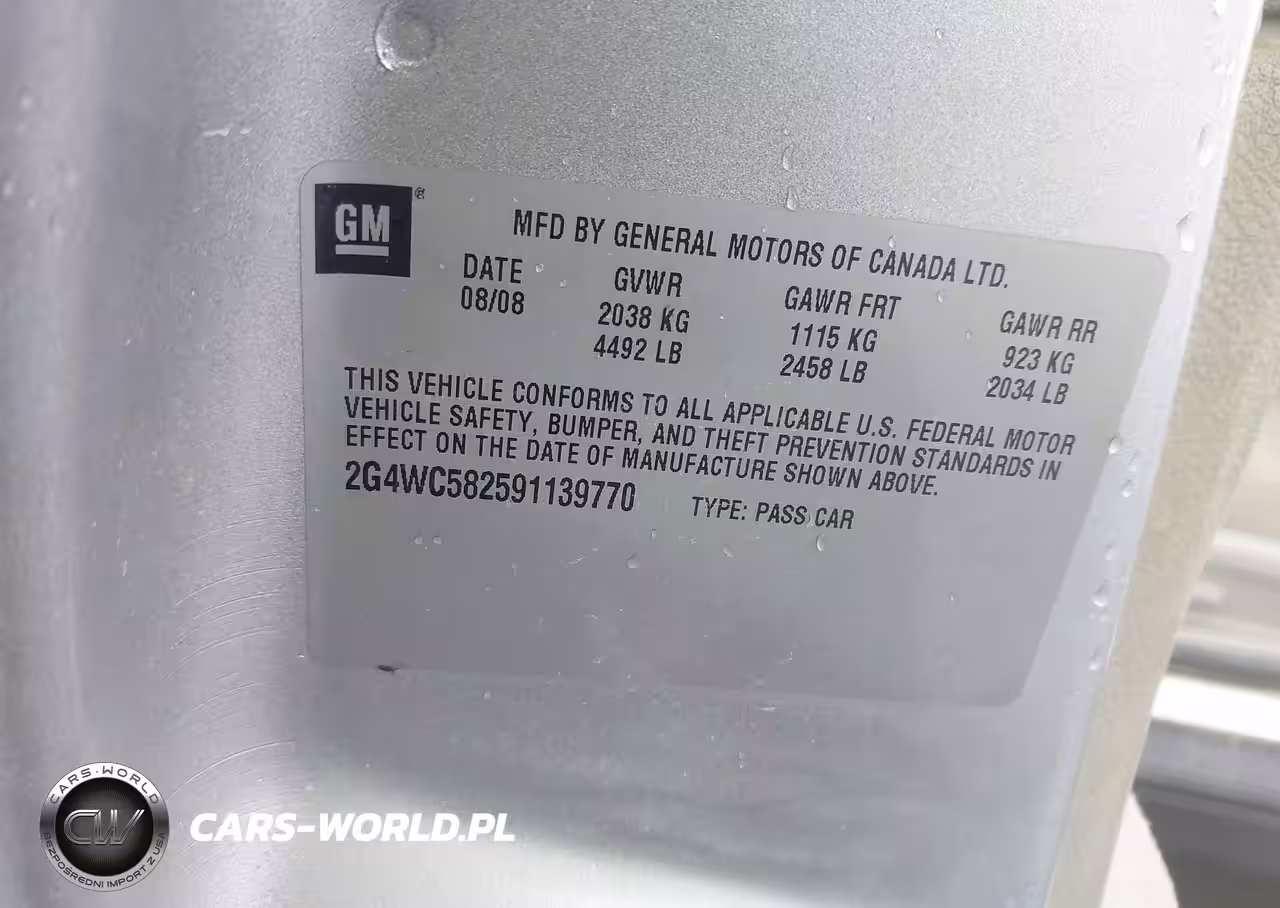 GM®
MFD BY GENERAL MOTORS OF CANADA LTD.
DATE GVWR GAWR FRT GAWR RR
08/08 2038 KG 1115 KG 923 KG
4492 LB 2458 LB 2034 LB
THIS VEHICLE CONFORMS TO ALL APPLICABLE U.S. FEDERAL MOTOR
VEHICLE SAFETY, BUMPER, AND THEFT PREVENTION STANDARDS IN
EFFECT ON THE DATE OF MANUFACTURE SHOWN ABOVE.
2G4WC582591139770 TYPE: PASS CAR
CARS-WORLD
CW
BEZPOŚREDNI IMPORT Z USA
CARS-WORLD.PL